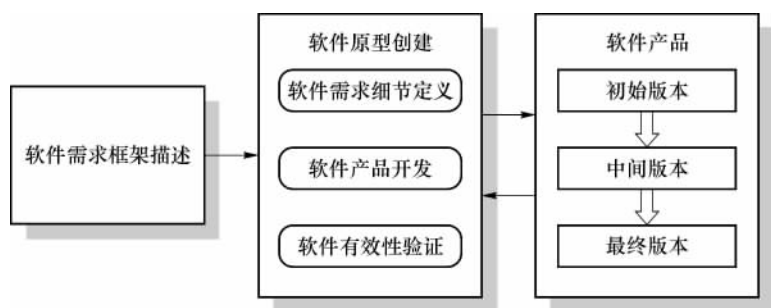 软件需求框架描述
软件原型创建
软件需求细节定义
软件产品开发
软件有效性验证
软件产品
初始版本
中间版本
最终版本